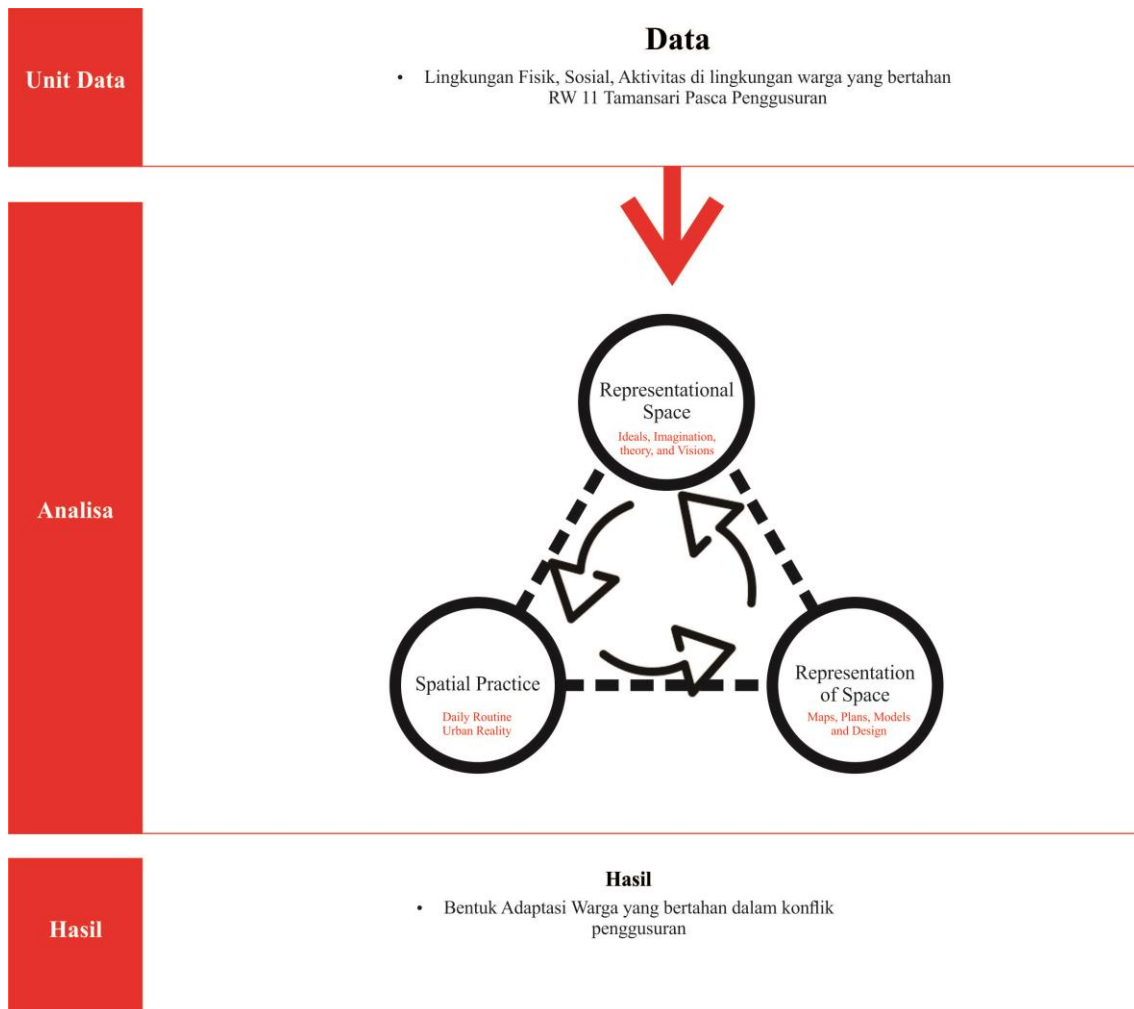 Unit Data
Data
• Lingkungan Fisik, Sosial, Aktivitas di lingkungan warga yang bertahan
RW 11 Tamansari Pasca Penggusuran
Analisa
Representational
Space
Ideals, Imagination,
theory, and Visions
Spatial Practice
Daily Routine
Urban Reality
Representation
of Space
Maps, Plans, Models
and Design
Hasil
Hasil
• Bentuk Adaptasi Warga yang bertahan dalam konflik
penggusuran